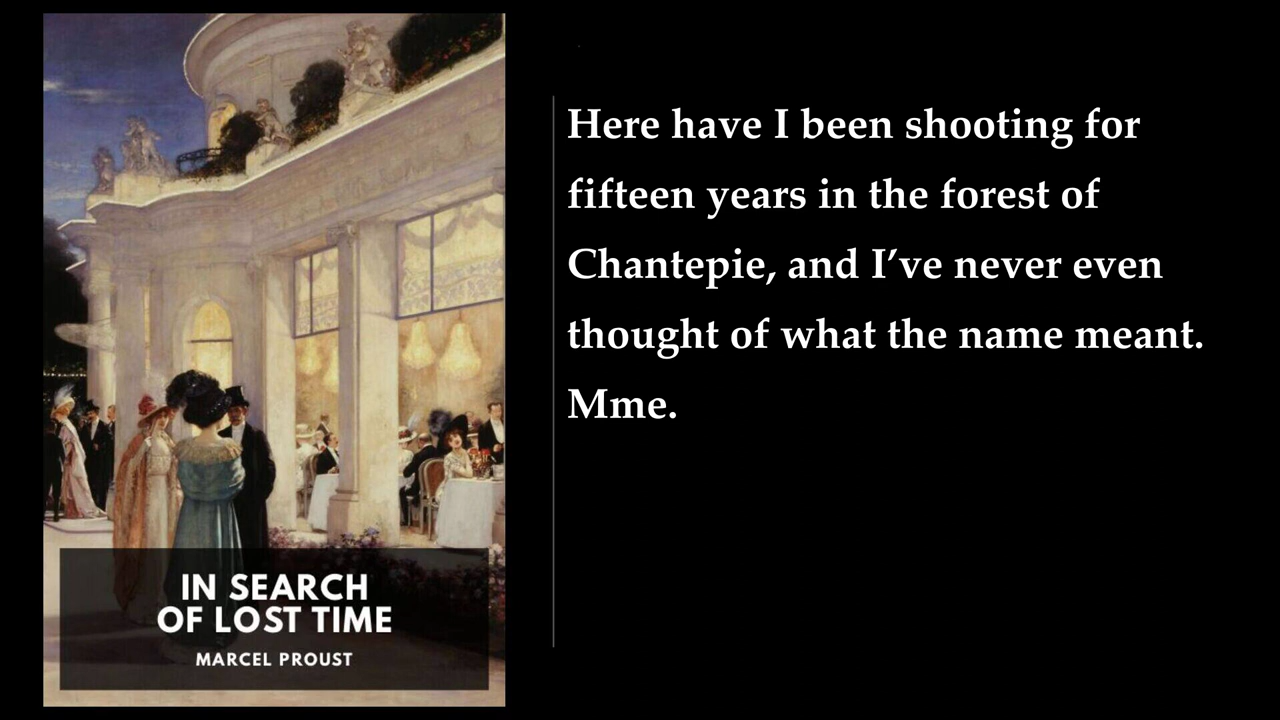 IN SEARCH
OF LOST TIME
MARCEL PROUST
Here have I been shooting for
fifteen years in the forest of
Chantepie, and I’ve never even
thought of what the name meant.
Mme.